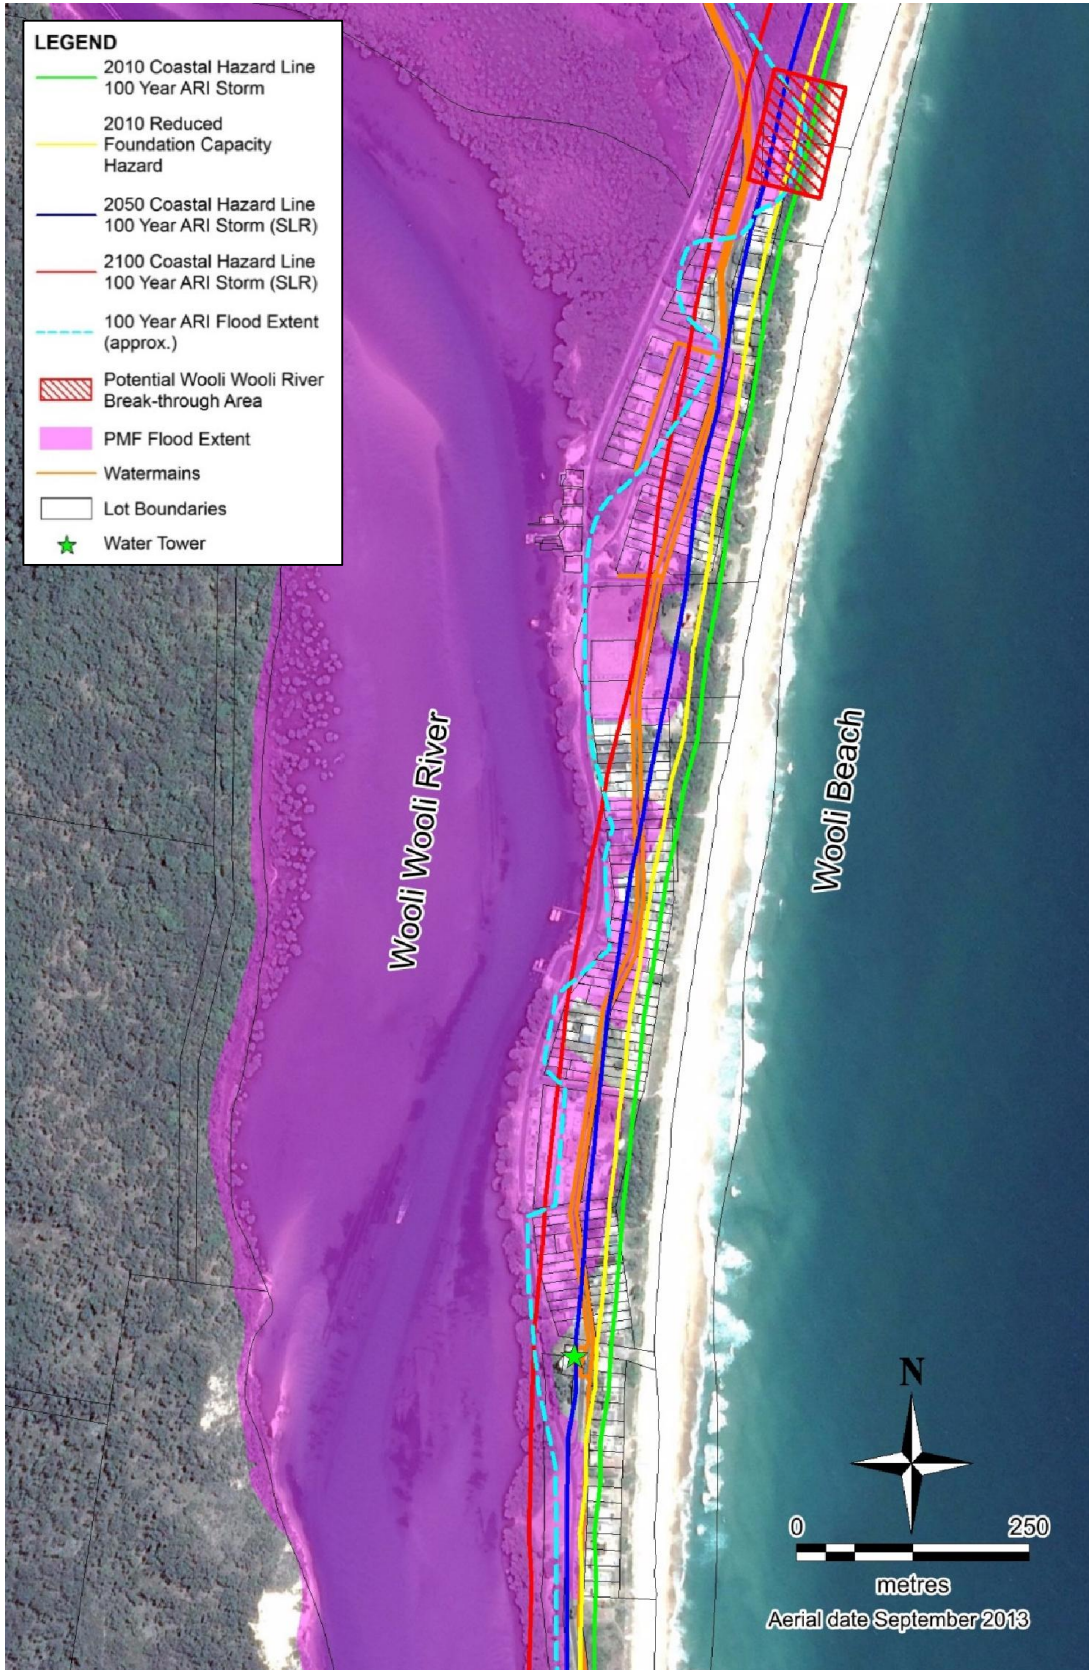 LEGEND
2010 Coastal Hazard Line
100 Year ARI Storm
2010 Reduced
Foundation Capacity
Hazard
2050 Coastal Hazard Line
100 Year ARI Storm (SLR)
2100 Coastal Hazard Line
100 Year ARI Storm (SLR)
100 Year ARI Flood Extent
(approx.)
Potential Wooli Wooli River
Break-through Area
PMF Flood Extent
Watermains
Lot Boundaries
Water Tower
Wooli Wooli River
Wooli Beach
N
0 250
metres
Aerial date September 2013